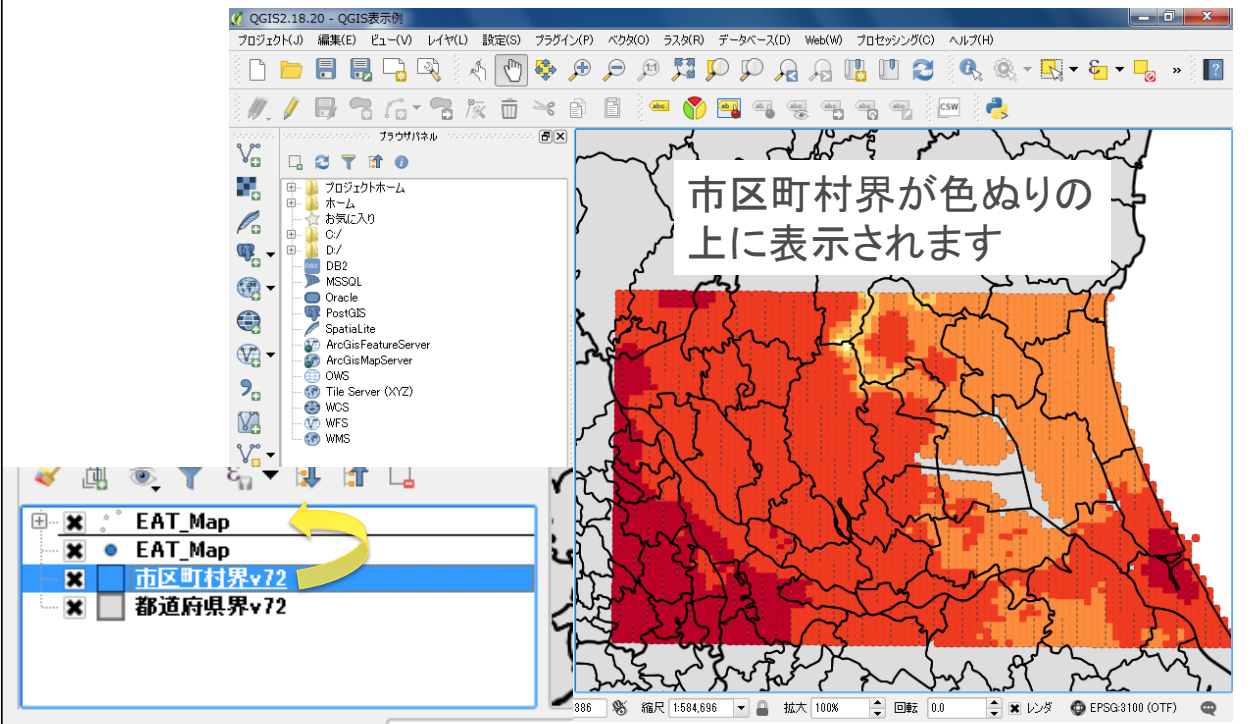 QGIS2.18.20 - QGIS表示例
プロジェクト(J) 編集(E) ビュー(V) レイヤ(L) 設定(S) プラグイン(P) ベクタ(O) ラスタ(R) データベース(D) Web(W) プロセッシング(C) ヘルプ(H)
abc CSW
ブラウザパネル
プロジェクトホーム
ホーム
お気に入り
C:/
D:/
DB2
MSSQL
Oracle
PostGIS
SpatiaLite
ArcGisFeatureServer
ArcGisMapServer
OWS
Tile Server (XYZ)
WCS
WFS
WMS
市区町村界が色ぬりの
上に表示されます
EAT_Map
EAT_Map
市区町村界v72
都道府県界v72
386 縮尺 1:584,696 拡大 100% 回転 0.0 レンダ EPSG:3100 (OTF)